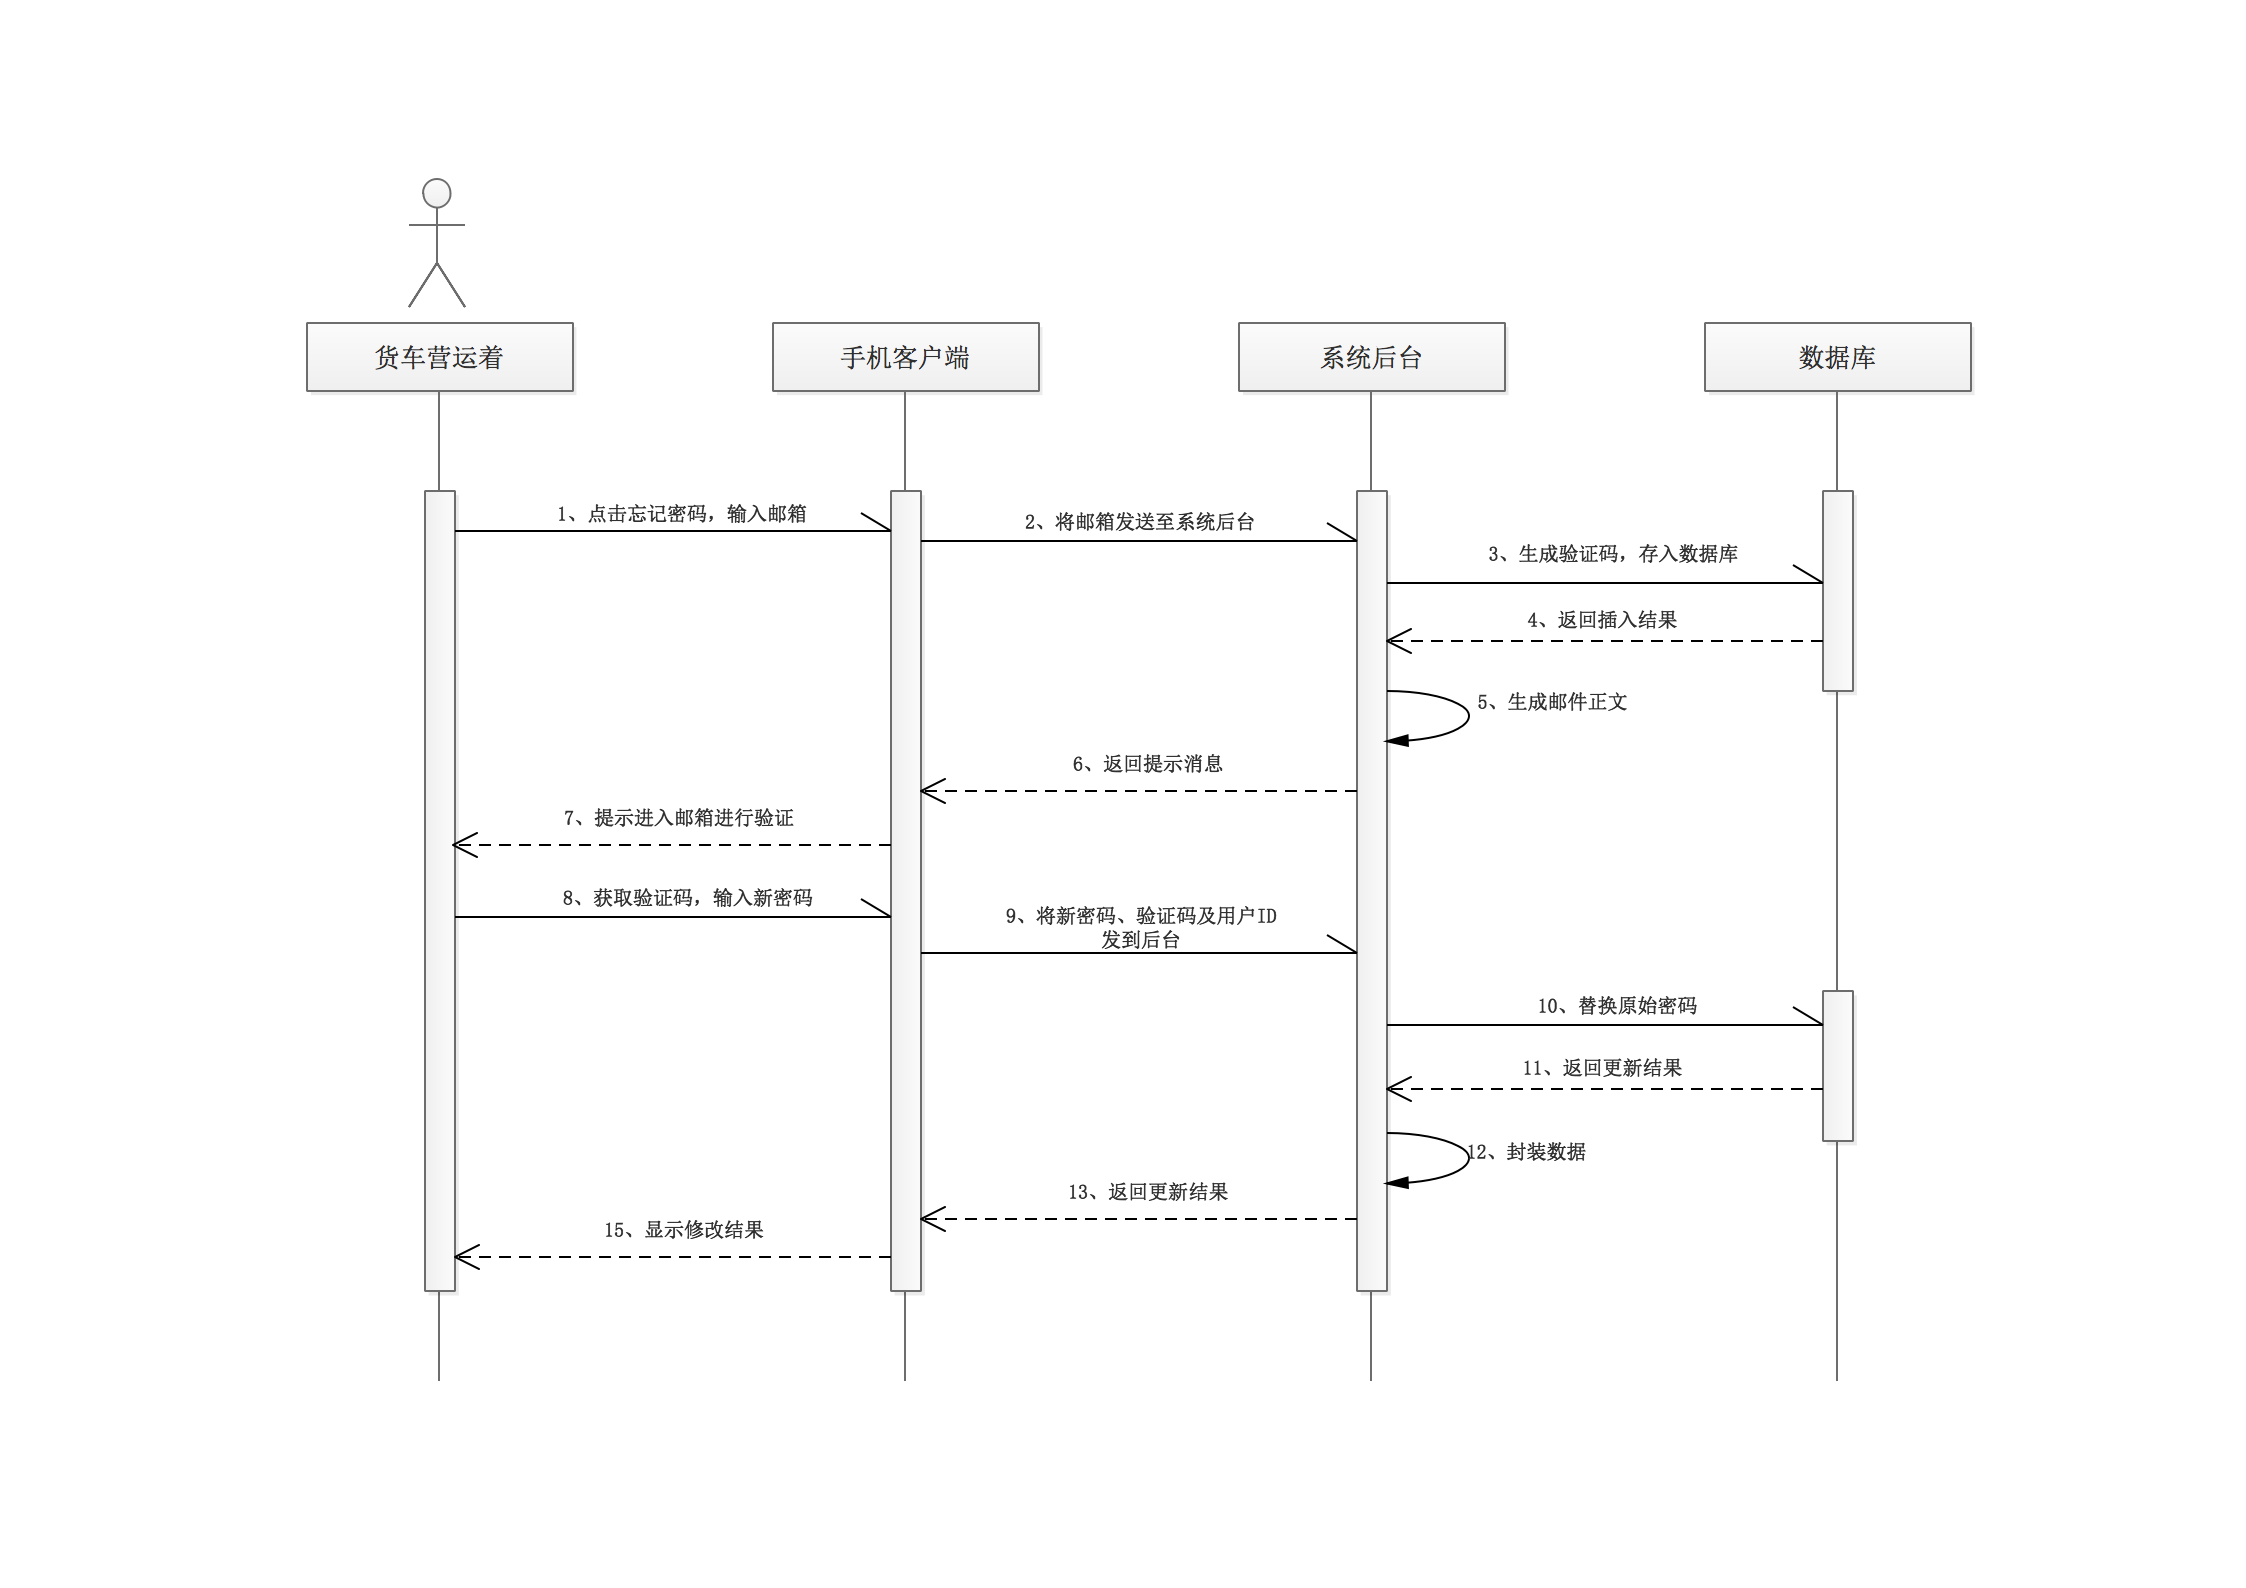 货车营运着
手机客户端
系统后台
数据库
1、点击忘记密码，输入邮箱
2、将邮箱发送至系统后台
3、生成验证码，存入数据库
4、返回插入结果
5、生成邮件正文
6、返回提示消息
7、提示进入邮箱进行验证
8、获取验证码，输入新密码
9、将新密码、验证码及用户ID
发到后台
10、替换原始密码
11、返回更新结果
12、封装数据
13、返回更新结果
15、显示修改结果